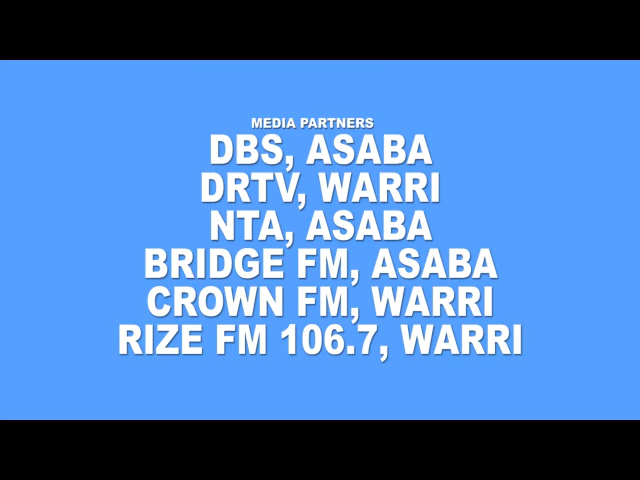 MEDIA PARTNERS
DBS, ASABA
DRTV, WARRI
NTA, ASABA
BRIDGE FM, ASABA
CROWN FM, WARRI
RIZE FM 106.7, WARRI